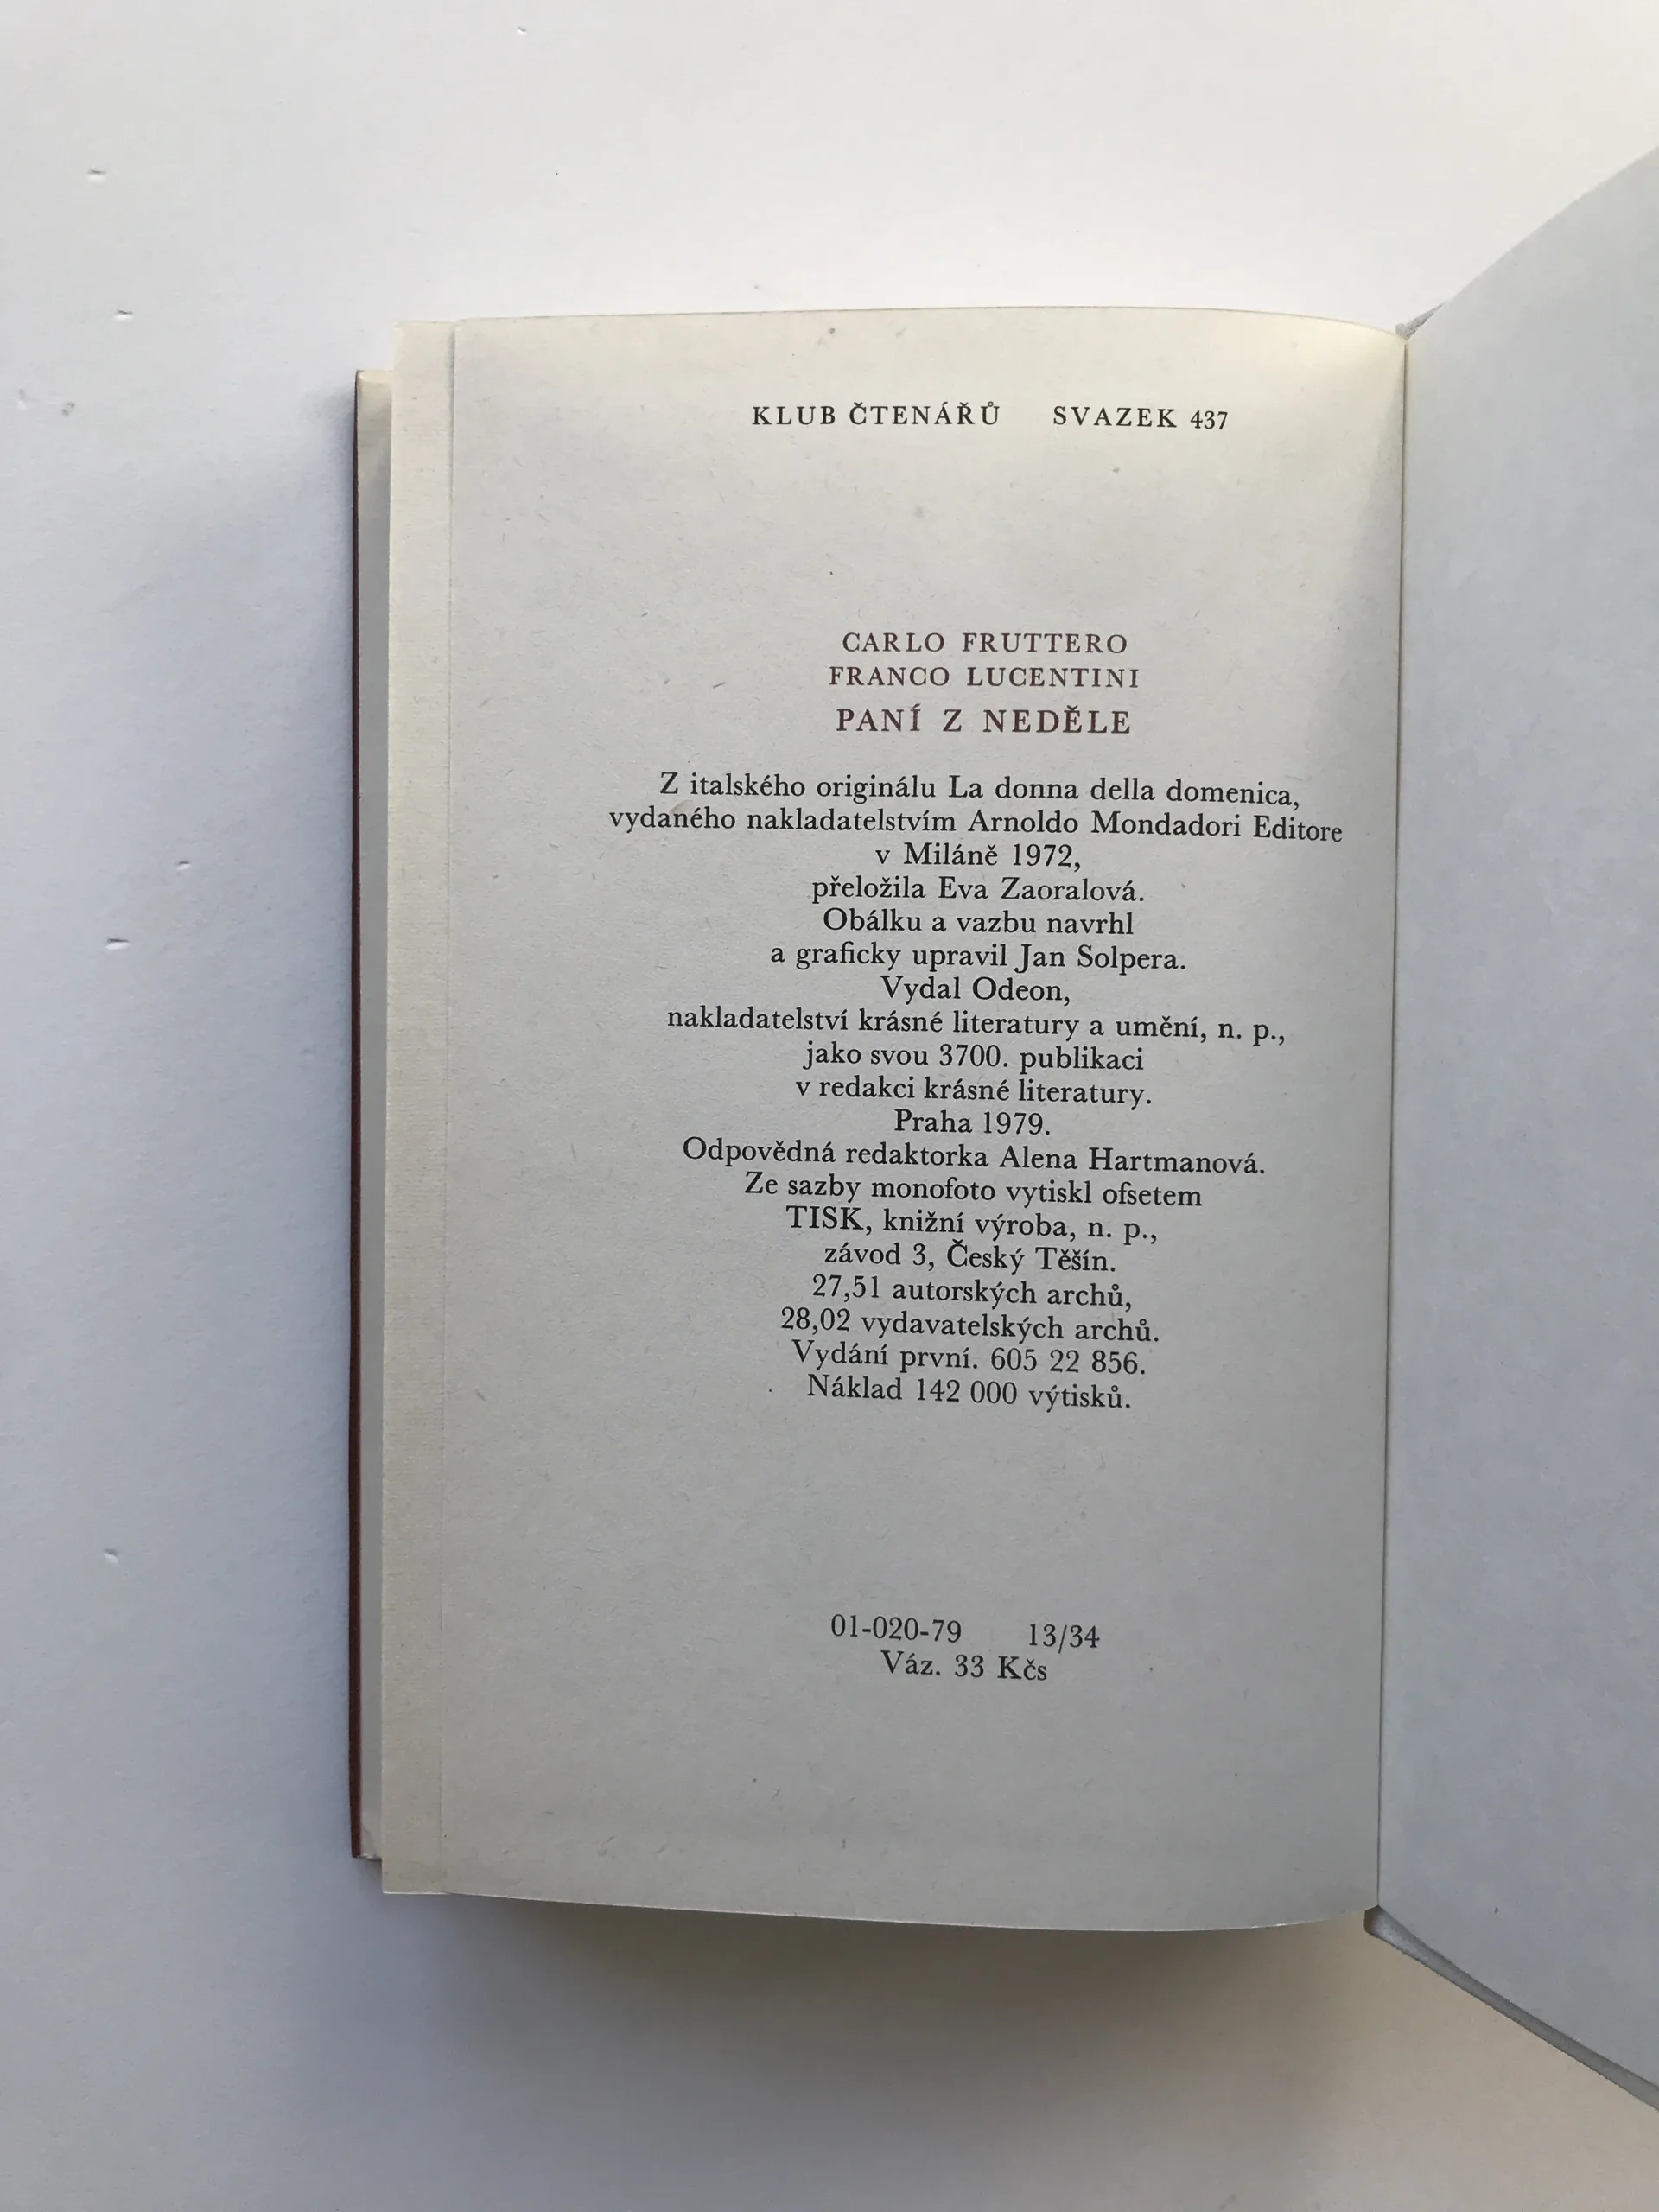 KLUB ČTENÁŘŮ SVAZEK 437
CARLO FRUTTERO
FRANCO LUCENTINI
PANÍ Z NEDĚLE
Z italského originálu La donna della domenica,
vydaného nakladatelstvím Arnoldo Mondadori Editore
v Miláně 1972,
přeložila Eva Zaoralová.
Obálku a vazbu navrhl
a graficky upravil Jan Solpera.
Vydal Odeon,
nakladatelství krásné literatury a umění, n. p.,
jako svou 3700. publikaci
v redakci krásné literatury.
Praha 1979.
Odpovědná redaktorka Alena Hartmanová.
Ze sazby monofoto vytiskl ofsetem
TISK, knižní výroba, n. p.,
závod 3, Český Těšín.
27,51 autorských archů,
28,02 vydavatelských archů.
Vydání první. 605 22 856.
Náklad 142 000 výtisků.
01-020-79 13/34
Váz. 33 Kčs